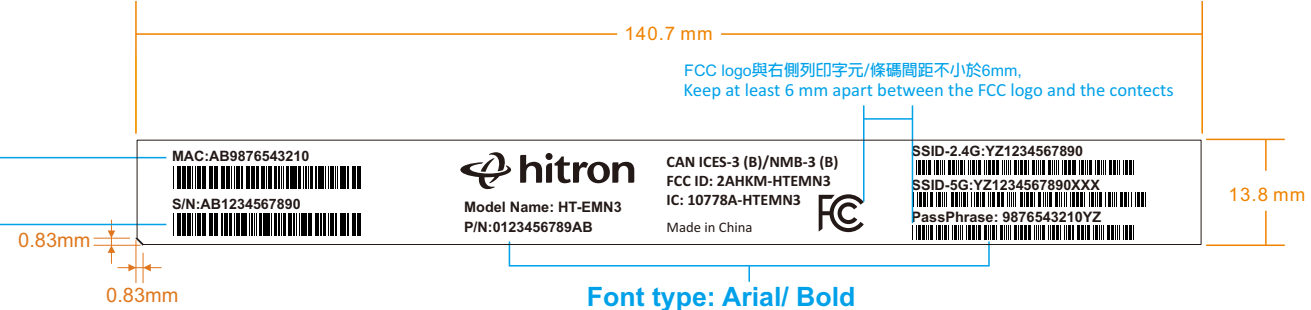 140.7 mm
FCC logo與右側列印字元/條碼間距不小於6mm,
Keep at least 6 mm apart between the FCC logo and the contects
MAC:AB9876543210
S/N:AB1234567890
hitron
Model Name: HT-EMN3
P/N:0123456789AB
CAN ICES-3 (B)/NMB-3 (B)
FCC ID: 2AHKM-HTEMN3
IC: 10778A-HTEMN3
Made in China
FC
SSID-2.4G:YZ1234567890
SSID-5G:YZ1234567890XXX
PassPhrase: 9876543210YZ
13.8 mm
0.83mm
0.83mm
Font type: Arial/ Bold